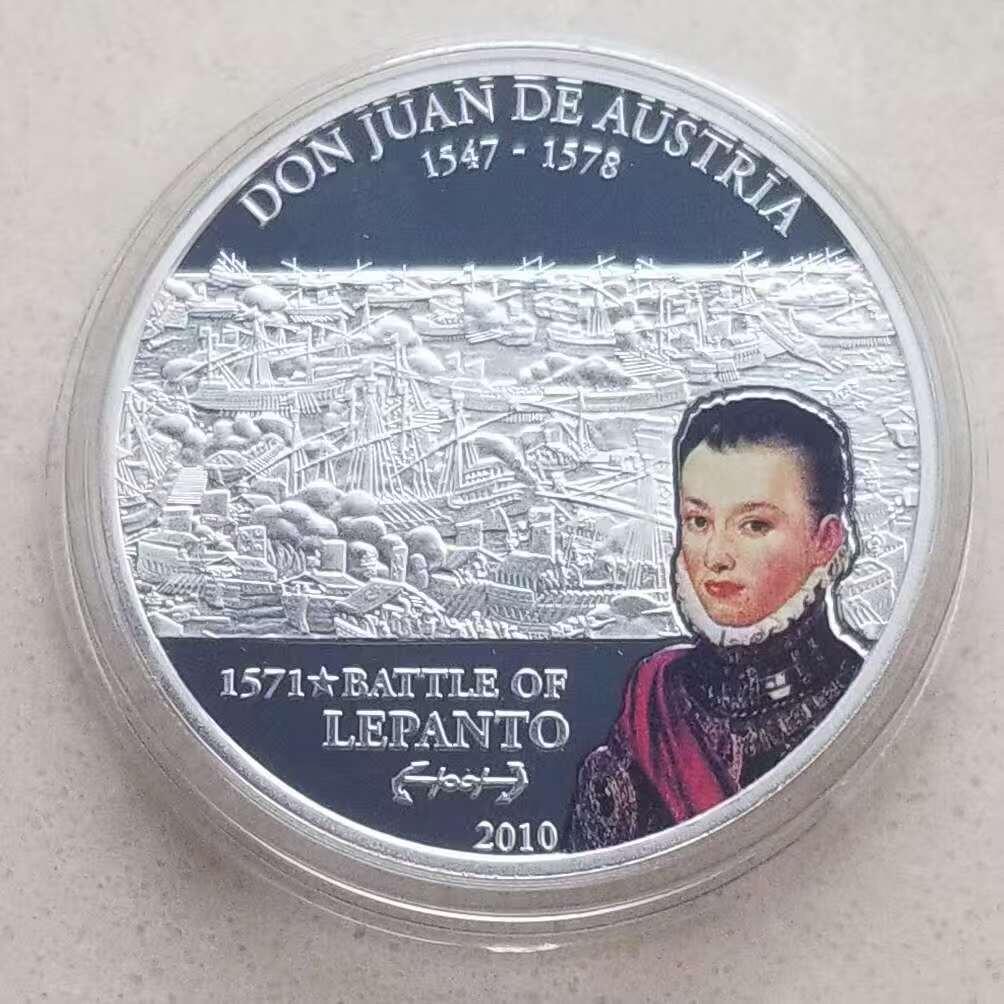 DON JUAN DE AUSTRIA
1547 - 1578
1571☆BATTLE OF
LEPANTO
2010